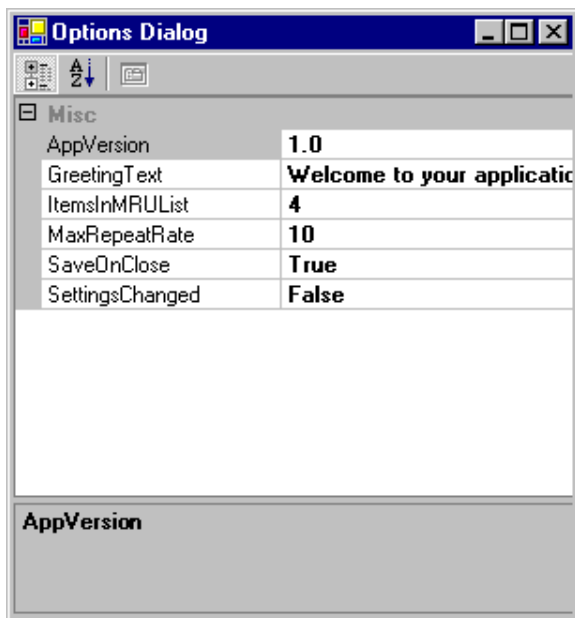 Options Dialog
Misc
AppVersion 1.0
GreetingText Welcome to your applicatic
ItemsInMRUList 4
MaxRepeatRate 10
SaveOnClose True
SettingsChanged False
AppVersion